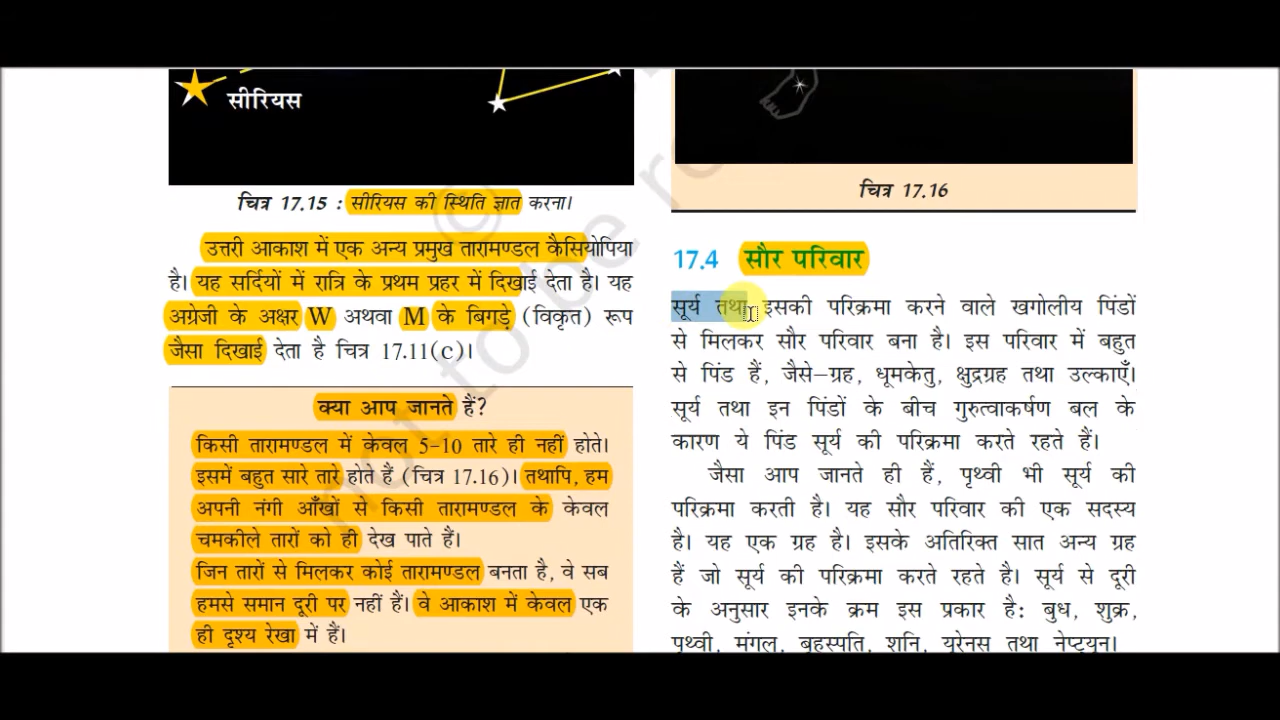 सीरियस
चित्र 17.15 : सीरियस की स्थिति ज्ञात करना।
उत्तरी आकाश में एक अन्य प्रमुख तारामण्डल कैसियोपिया
है। यह सर्दियों में रात्रि के प्रथम प्रहर में दिखाई देता है। यह
अग्रेजी के अक्षर W अथवा M के बिगड़े (विकृत) रूप
जैसा दिखाई देता है चित्र 17.11(c)।
क्या आप जानते हैं?
किसी तारामण्डल में केवल 5-10 तारे ही नहीं होते।
इसमें बहुत सारे तारे होते हैं (चित्र 17.16)। तथापि, हम
अपनी नंगी आँखों से किसी तारामण्डल के केवल
चमकीले तारों को ही देख पाते हैं।
जिन तारों से मिलकर कोई तारामण्डल बनता है, वे सब
हमसे समान दूरी पर नहीं हैं। वे आकाश में केवल एक
ही दृश्य रेखा में हैं।
चित्र 17.16
17.4 सौर परिवार
सूर्य तथा इसकी परिक्रमा करने वाले खगोलीय पिंडों
से मिलकर सौर परिवार बना है। इस परिवार में बहुत
से पिंड हैं, जैसे–ग्रह, धूमकेतु, क्षुद्रग्रह तथा उल्काएँ।
सूर्य तथा इन पिंडों के बीच गुरुत्वाकर्षण बल के
कारण ये पिंड सूर्य की परिक्रमा करते रहते हैं।
जैसा आप जानते ही हैं, पृथ्वी भी सूर्य की
परिक्रमा करती है। यह सौर परिवार की एक सदस्य
है। यह एक ग्रह है। इसके अतिरिक्त सात अन्य ग्रह
हैं जो सूर्य की परिक्रमा करते रहते है। सूर्य से दूरी
के अनुसार इनके क्रम इस प्रकार है: बुध, शुक्र,
पृथ्वी, मंगल, बृहस्पति, शनि, यूरेनस तथा नेप्ट्यून।
not to be re